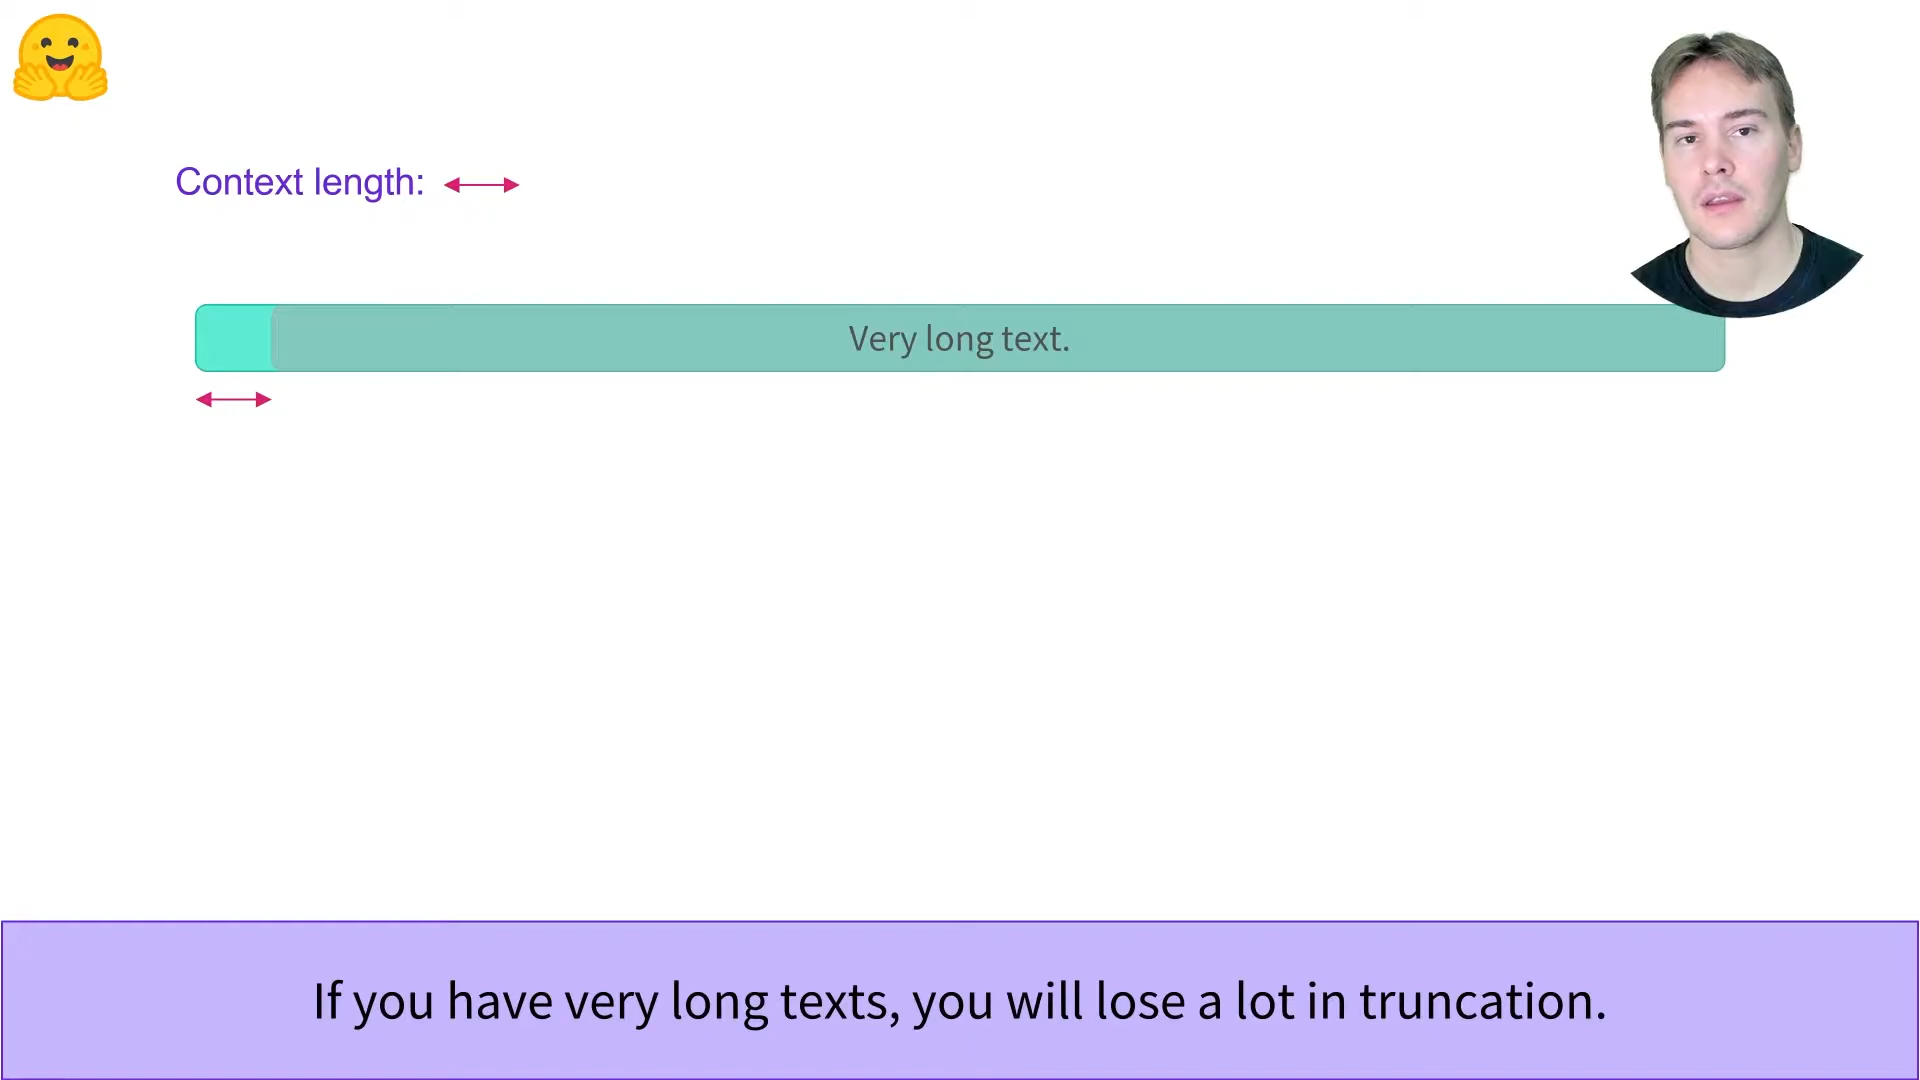 Context length:
Very long text.
If you have very long texts, you will lose a lot in truncation.